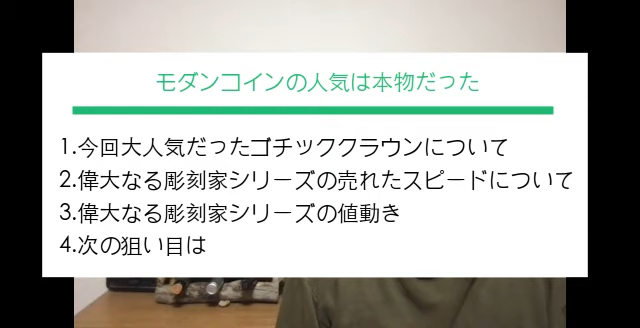 モダンコインの人気は本物だった
1.今回大人気だったゴチッククラウンについて
2.偉大なる彫刻家シリーズの売れたスピードについて
3.偉大なる彫刻家シリーズの値動き
4.次の狙い目は